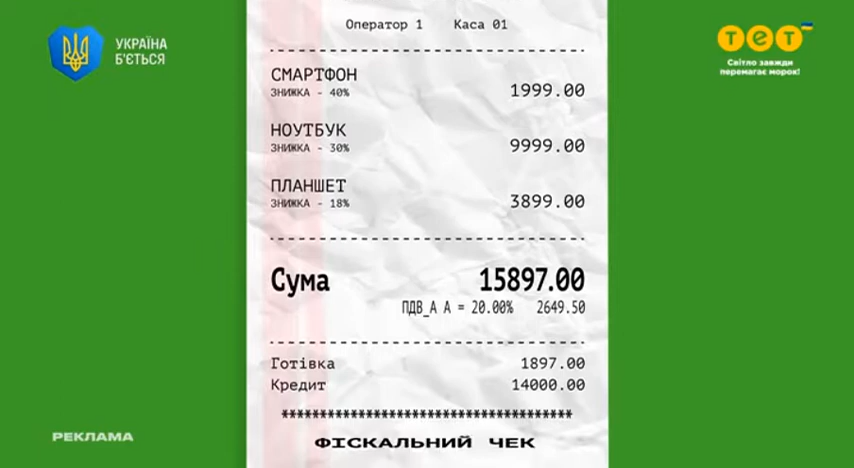 Оператор 1 Каса 01
УКРАЇНА
Б'ЄТЬСЯ
тет
Світло завжди
перемагає морок!
СМАРТФОН
ЗНИЖКА - 40% 1999.00
НОУТБУК
ЗНИЖКА - 30% 9999.00
ПЛАНШЕТ
ЗНИЖКА - 18% 3899.00
Сума 15897.00
ПДВ_А А = 20.00% 2649.50
Готівка 1897.00
Кредит 14000.00
**************************************
ФІСКАЛЬНИЙ ЧЕК
РЕКЛАМА